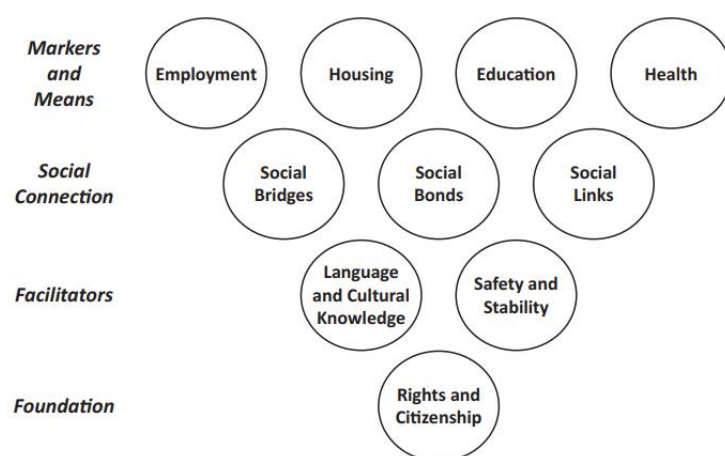 Markers
and
Means
Employment
Housing
Education
Health
Social
Connection
Social
Bridges
Social
Bonds
Social
Links
Facilitators
Language
and Cultural
Knowledge
Safety and
Stability
Foundation
Rights and
Citizenship